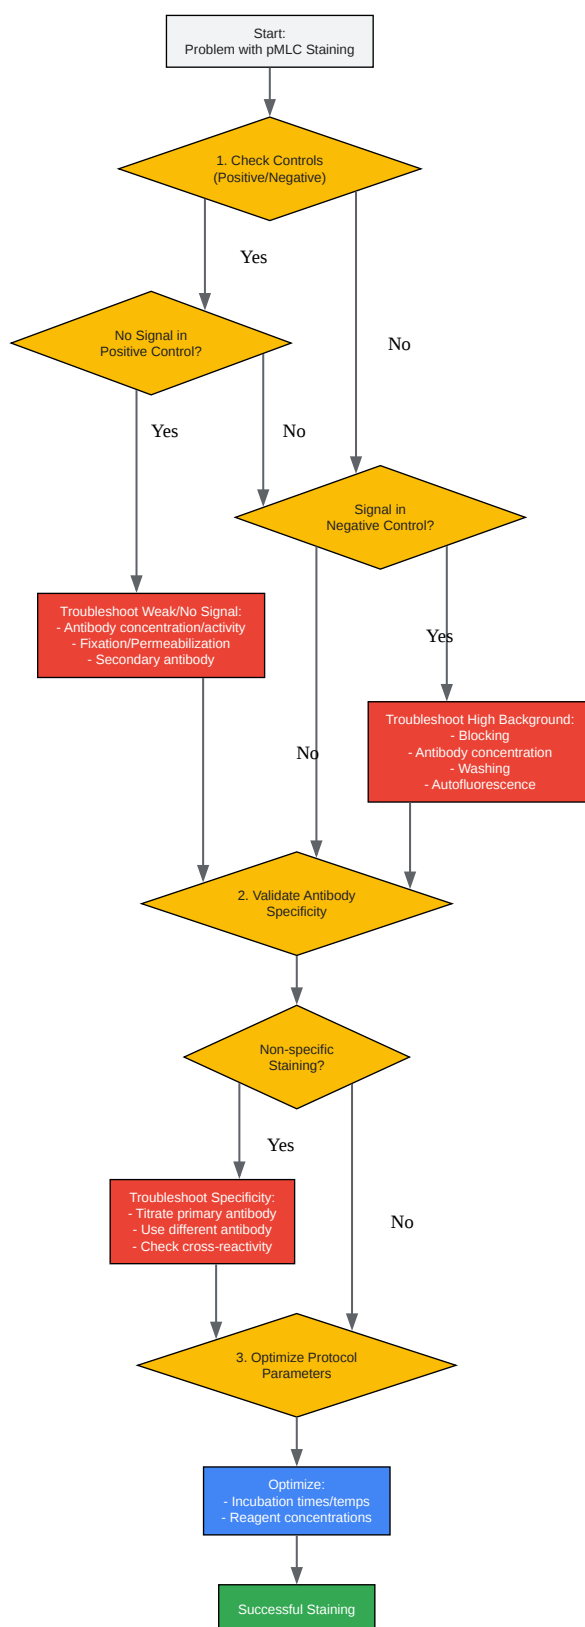 Start:
Problem with pMLC Staining
1. Check Controls
(Positive/Negative)
Yes
No Signal in
Positive Control?
No
Yes
No
Signal in
Negative Control?
Troubleshoot Weak/No Signal:
- Antibody concentration/activity
- Fixation/Permeabilization
- Secondary antibody
Yes
Troubleshoot High Background:
- Blocking
- Antibody concentration
- Washing
- Autofluorescence
No
2. Validate Antibody
Specificity
Non-specific
Staining?
Yes
Troubleshoot Specificity:
- Titrate primary antibody
- Use different antibody
- Check cross-reactivity
No
3. Optimize Protocol
Parameters
Optimize:
- Incubation times/temps
- Reagent concentrations
Successful Staining